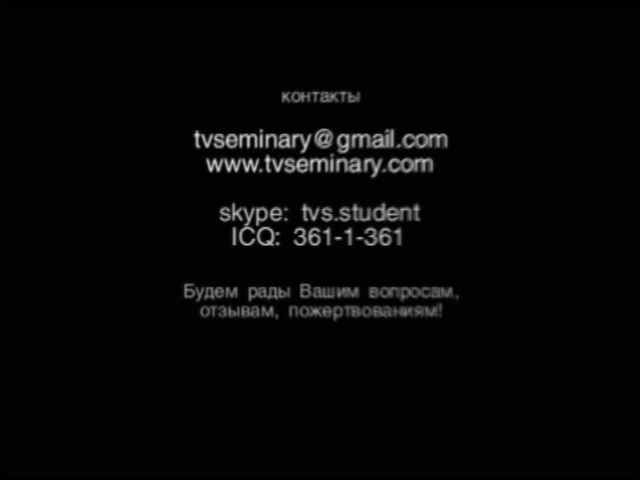 контакты
tvseminary@gmail.com
www.tvseminary.com
skype: tvs.student
ICQ: 361-1-361
Будем рады Вашим вопросам,
отзывам, пожертвованиям!